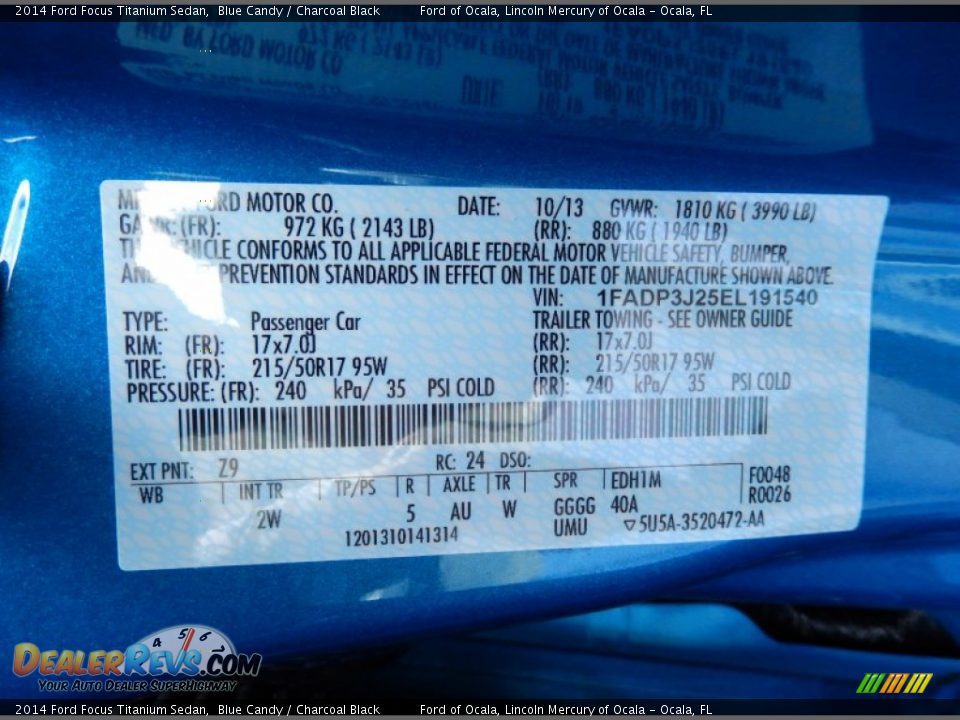 2014 Ford Focus Titanium Sedan, Blue Candy / Charcoal Black Ford of Ocala, Lincoln Mercury of Ocala - Ocala, FL
ORD MOTOR CO. DATE: 10/13 GVWR: 1810 KG ( 3990 LB)
(FR): 972 KG ( 2143 LB) (RR): 880 KG ( 1940 LB)
VEHICLE CONFORMS TO ALL APPLICABLE FEDERAL MOTOR VEHICLE SAFETY, BUMPER,
PREVENTION STANDARDS IN EFFECT ON THE DATE OF MANUFACTURE SHOWN ABOVE.
VIN: 1FADP3J25EL191540
TYPE: Passenger Car TRAILER TOWING - SEE OWNER GUIDE
RIM: (FR): 17x7.0J (RR): 17x7.0J
TIRE: (FR): 215/50R17 95W (RR): 215/50R17 95W
PRESSURE: (FR): 240 kPa/ 35 PSI COLD (RR): 240 kPa/ 35 PSI COLD
EXT PNT: Z9 RC: 24 DSO:
WB INT TR TP/PS R AXLE TR SPR EDH1M F0048
2W 5 AU W GGGG 40A R0026
1201310141314 UMU ▽5U5A-3520472-AA
4 5 6
DEALERREVS.COM
YOUR AUTO DEALER SUPERHIGHWAY
2014 Ford Focus Titanium Sedan, Blue Candy / Charcoal Black Ford of Ocala, Lincoln Mercury of Ocala - Ocala, FL